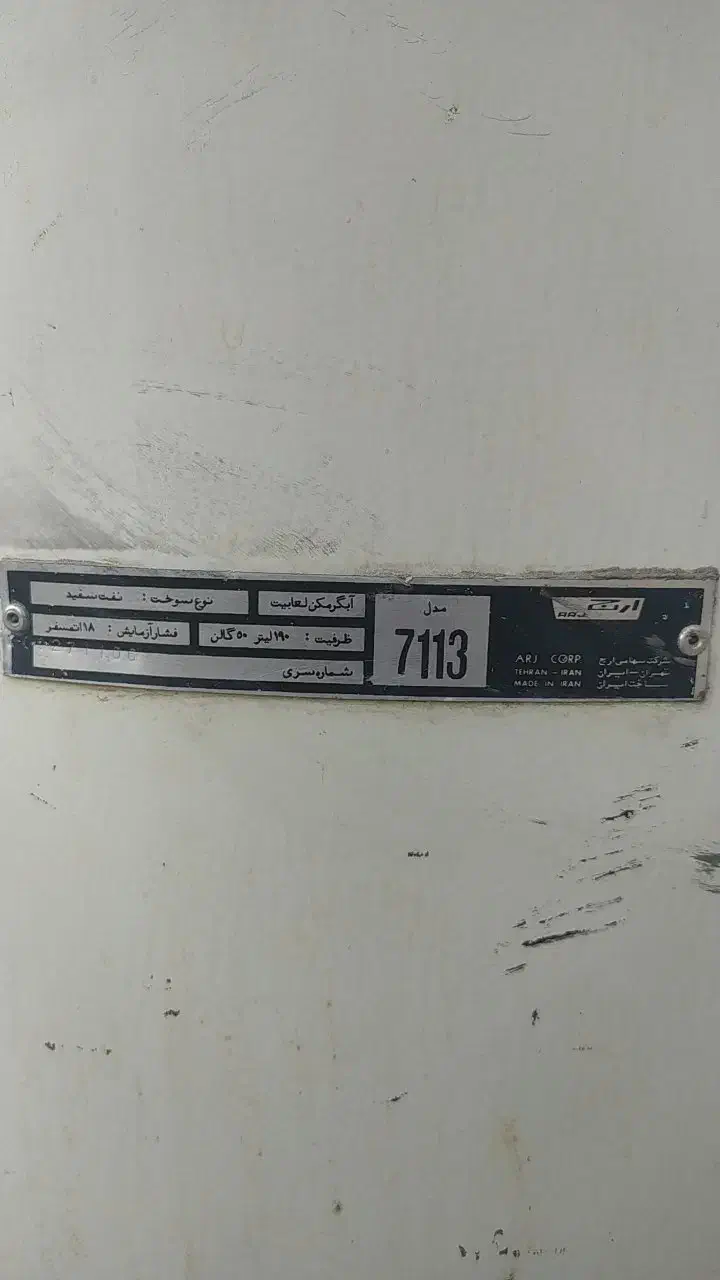 ارج
ARJ
شرکت سهامی ارج ARJ CORP.
تهران - ایران TEHRAN - IRAN
ساخت ایران MADE IN IRAN
مدل
7113
آبگرمکن لعابیت
نوع سوخت : نفت سفید
ظرفیت : ۱۹۰ لیتر ۵۰ گالن
فشار آزمایش : ۱۸ اتمسفر
شماره سری